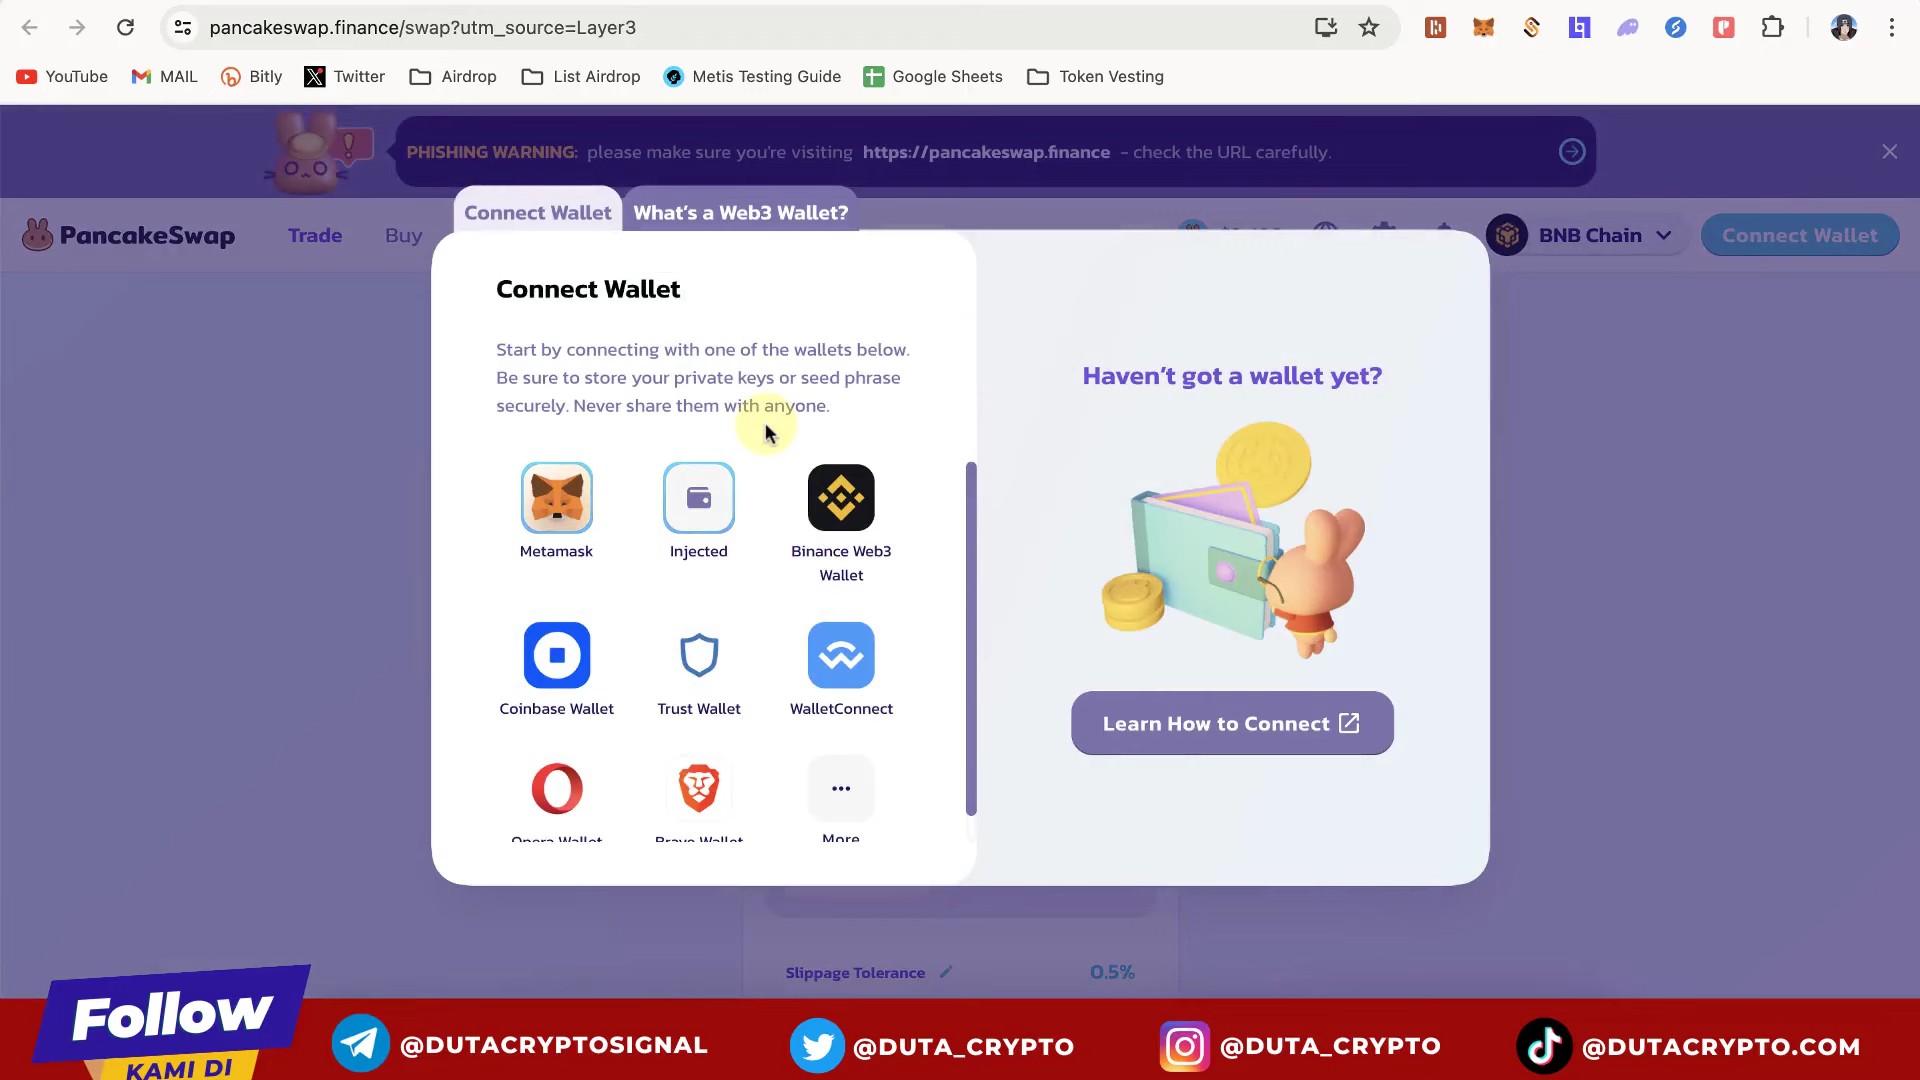 pancakeswap.finance/swap?utm_source=Layer3
YouTube MAIL Bitly Twitter Airdrop List Airdrop Metis Testing Guide Google Sheets Token Vesting
PHISHING WARNING: please make sure you're visiting https://pancakeswap.finance - check the URL carefully.
Connect Wallet What's a Web3 Wallet?
PancakeSwap Trade Buy BNB Chain Connect Wallet
Connect Wallet
Start by connecting with one of the wallets below.
Be sure to store your private keys or seed phrase
securely. Never share them with anyone.
Metamask Injected Binance Web3
Wallet
Coinbase Wallet Trust Wallet WalletConnect
Opera Wallet Brave Wallet More
Haven't got a wallet yet?
Learn How to Connect
Slippage Tolerance 0.5%
Follow
KAMI DI
@DUTACRYPTOSIGNAL @DUTA_CRYPTO @DUTA_CRYPTO @DUTACRYPTO.COM